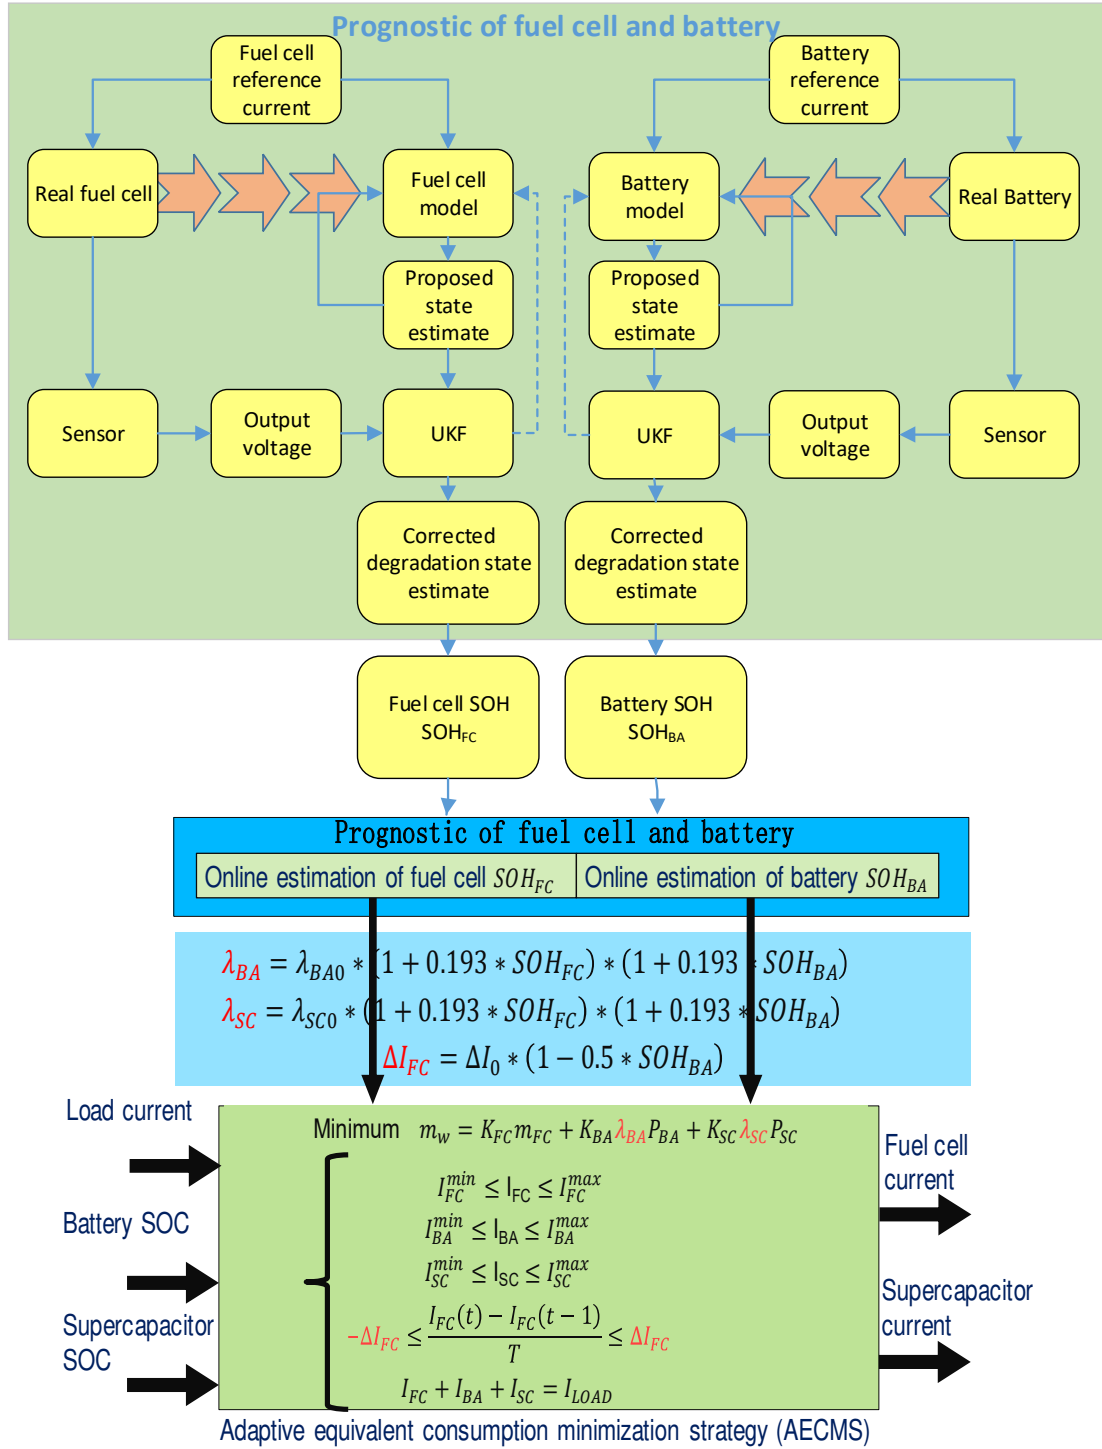 Prognostic of fuel cell and battery
Fuel cell
reference
current
Battery
reference
current
Real fuel cell
Fuel cell
model
Battery
model
Real Battery
Proposed
state
estimate
Proposed
state
estimate
Sensor
Output
voltage
UKF
UKF
Output
voltage
Sensor
Corrected
degradation state
estimate
Corrected
degradation state
estimate
Fuel cell SOH
SOH_FC
Battery SOH
SOH_BA
Prognostic of fuel cell and battery
Online estimation of fuel cell SOH_FC
Online estimation of battery SOH_BA
λ_BA = λ_BA0 * (1 + 0.193 * SOH_FC) * (1 + 0.193 * SOH_BA)
λ_SC = λ_SC0 * (1 + 0.193 * SOH_FC) * (1 + 0.193 * SOH_BA)
ΔI_FC = ΔI_0 * (1 − 0.5 * SOH_BA)
Load current
Battery SOC
Supercapacitor
SOC
Minimum m_w = K_FC m_FC + K_BA λ_BA P_BA + K_SC λ_SC P_SC
I_FC^min ≤ I_FC ≤ I_FC^max
I_BA^min ≤ I_BA ≤ I_BA^max
I_SC^min ≤ I_SC ≤ I_SC^max
−ΔI_FC ≤ (I_FC(t) − I_FC(t − 1)) / T ≤ ΔI_FC
I_FC + I_BA + I_SC = I_LOAD
Fuel cell
current
Supercapacitor
current
Adaptive equivalent consumption minimization strategy (AECMS)